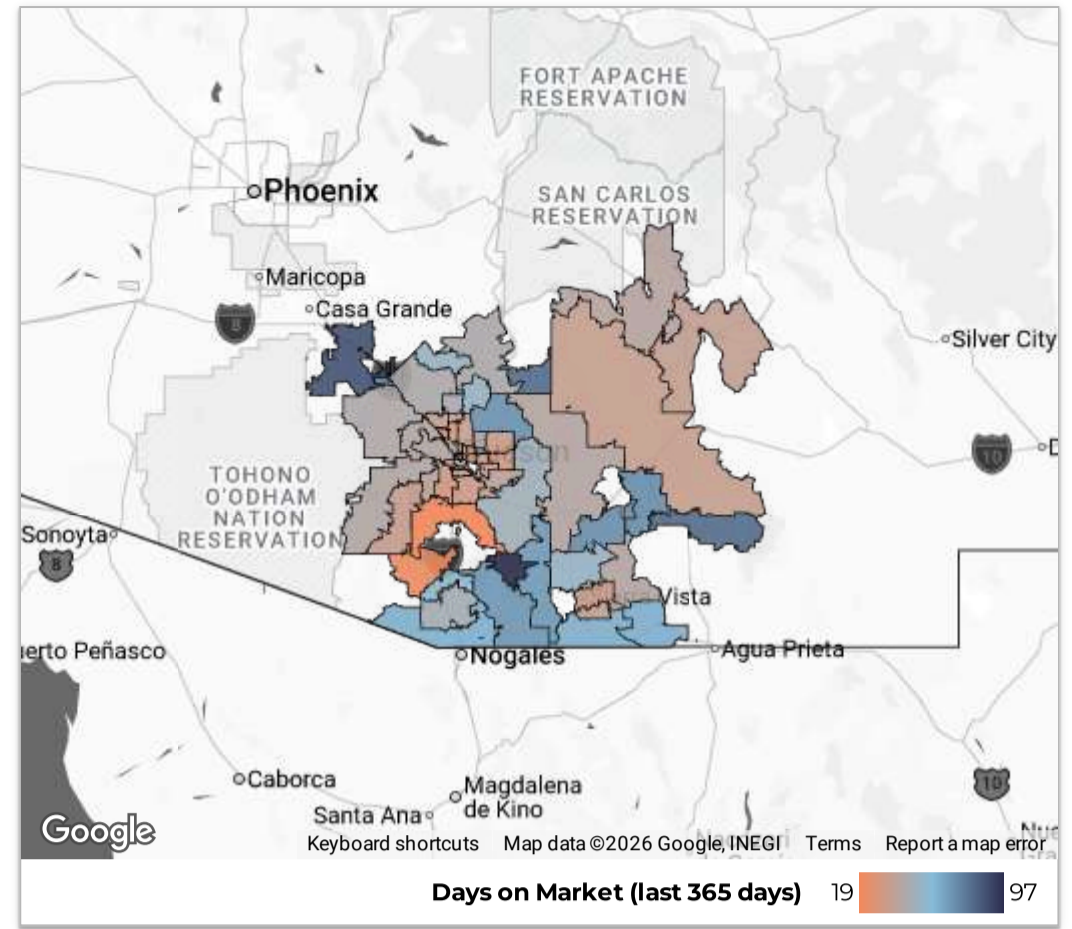 FORT APACHE
RESERVATION
SAN CARLOS
RESERVATION
Phoenix
Maricopa
Casa Grande
8
Silver City
10
TOHONO
O'ODHAM
NATION
RESERVATION
Sonoyta
8
Vista
erto Peñasco
Nogales
Agua Prieta
Caborca
Magdalena
de Kino
Santa Ana
10
Google
Keyboard shortcuts
Map data ©2026 Google, INEGI
Terms
Report a map error
Days on Market (last 365 days)
19
97